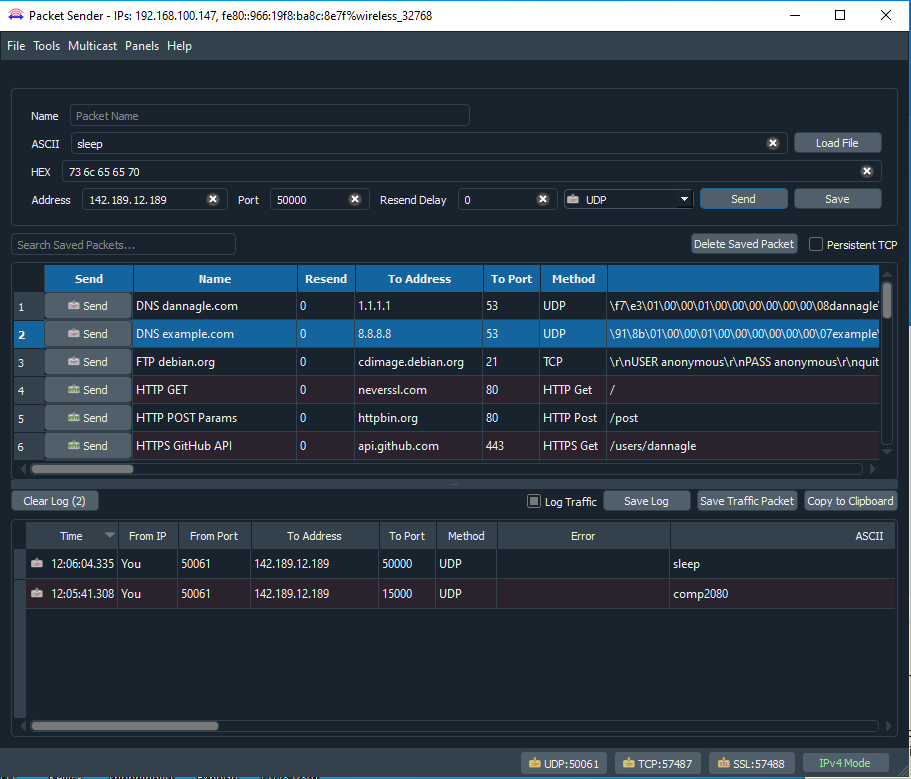 Packet Sender - IPs: 192.168.100.147, fe80::966:19f8:ba8c:8e7f%wireless_32768
File Tools Multicast Panels Help
Name Packet Name
ASCII sleep Load File
HEX 73 6c 65 65 70
Address 142.189.12.189 Port 50000 Resend Delay 0 UDP Send Save
Search Saved Packets... Delete Saved Packet Persistent TCP
Send Name Resend To Address To Port Method
1 Send DNS dannagle.com 0 1.1.1.1 53 UDP \f7\e3\01\00\00\01\00\00\00\00\00\00\08dannagle\
2 Send DNS example.com 0 8.8.8.8 53 UDP \91\8b\01\00\00\01\00\00\00\00\00\00\07example\
3 Send FTP debian.org 0 cdimage.debian.org 21 TCP \r\nUSER anonymous\r\nPASS anonymous\r\nquit
4 Send HTTP GET 0 neverssl.com 80 HTTP Get /
5 Send HTTP POST Params 0 httpbin.org 80 HTTP Post /post
6 Send HTTPS GitHub API 0 api.github.com 443 HTTPS Get /users/dannagle
Clear Log (2) Log Traffic Save Log Save Traffic Packet Copy to Clipboard
Time From IP From Port To Address To Port Method Error ASCII
12:06:04.335 You 50061 142.189.12.189 50000 UDP sleep
12:05:41.308 You 50061 142.189.12.189 15000 UDP comp2080
UDP:50061 TCP:57487 SSL:57488 IPv4 Mode